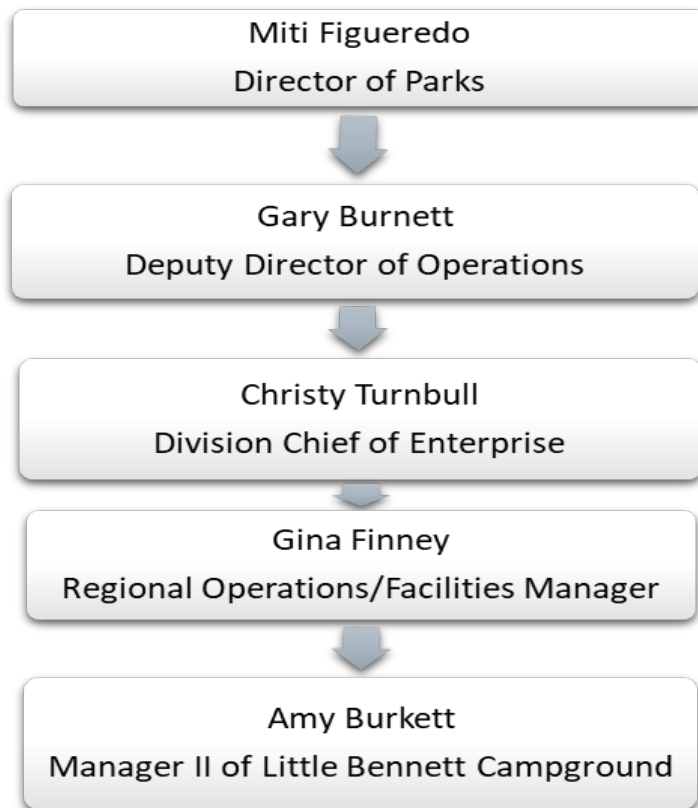 Miti Figueredo
Director of Parks
Gary Burnett
Deputy Director of Operations
Christy Turnbull
Division Chief of Enterprise
Gina Finney
Regional Operations/Facilities Manager
Amy Burkett
Manager II of Little Bennett Campground